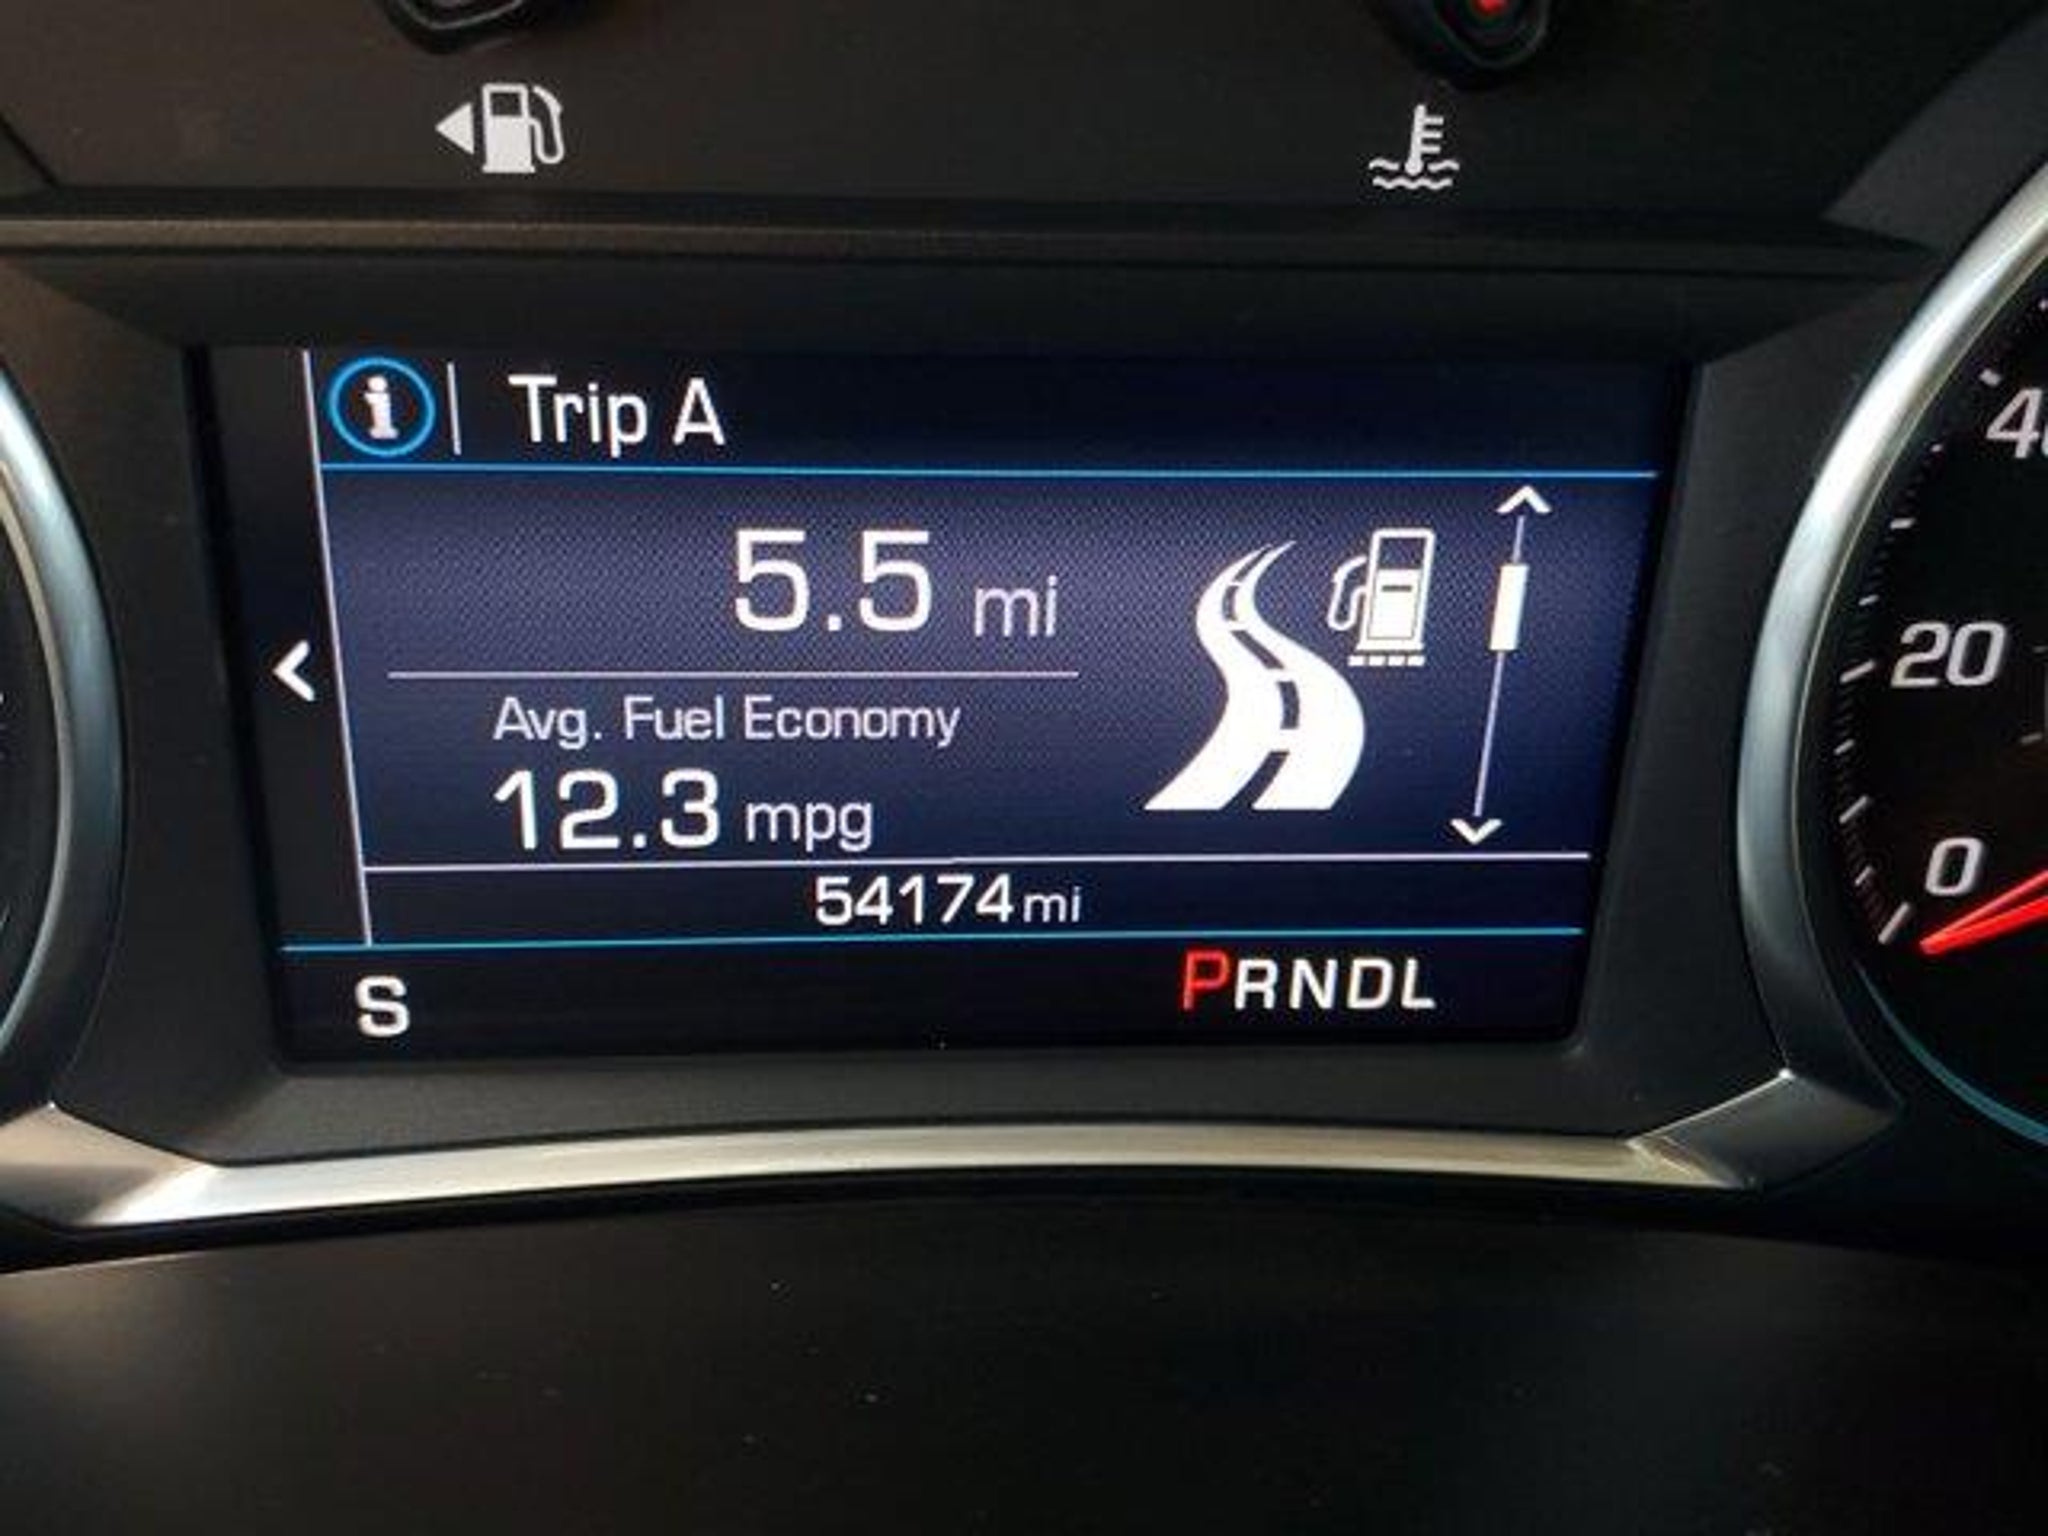 Trip A
5.5 mi
Avg. Fuel Economy
12.3 mpg
54174 mi
S
PRNDL
20
0